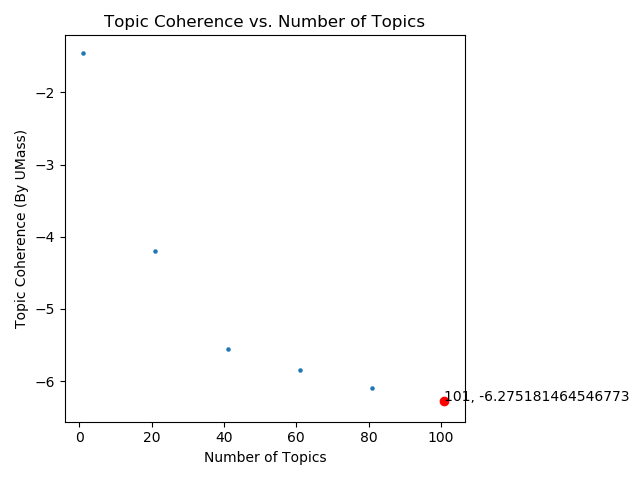 Topic Coherence vs. Number of Topics
Topic Coherence (By UMass)
−2
−3
−4
−5
−6
101, -6.275181464546773
0 20 40 60 80 100
Number of Topics